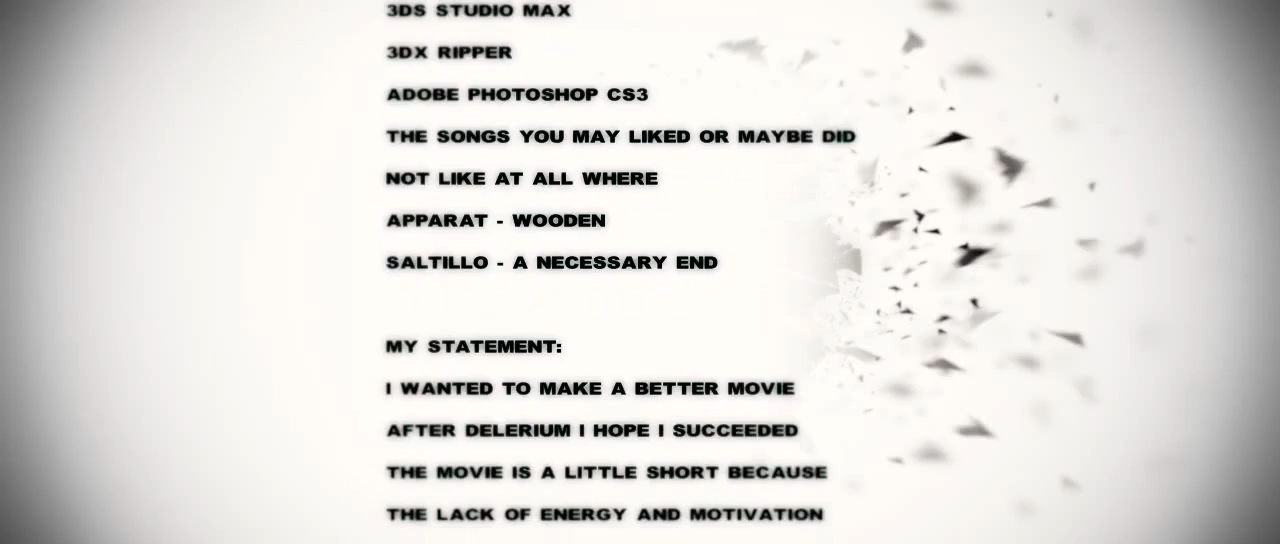 3DS STUDIO MAX
3DX RIPPER
ADOBE PHOTOSHOP CS3
THE SONGS YOU MAY LIKED OR MAYBE DID
NOT LIKE AT ALL WHERE
APPARAT - WOODEN
SALTILLO - A NECESSARY END
MY STATEMENT:
I WANTED TO MAKE A BETTER MOVIE
AFTER DELERIUM I HOPE I SUCCEEDED
THE MOVIE IS A LITTLE SHORT BECAUSE
THE LACK OF ENERGY AND MOTIVATION